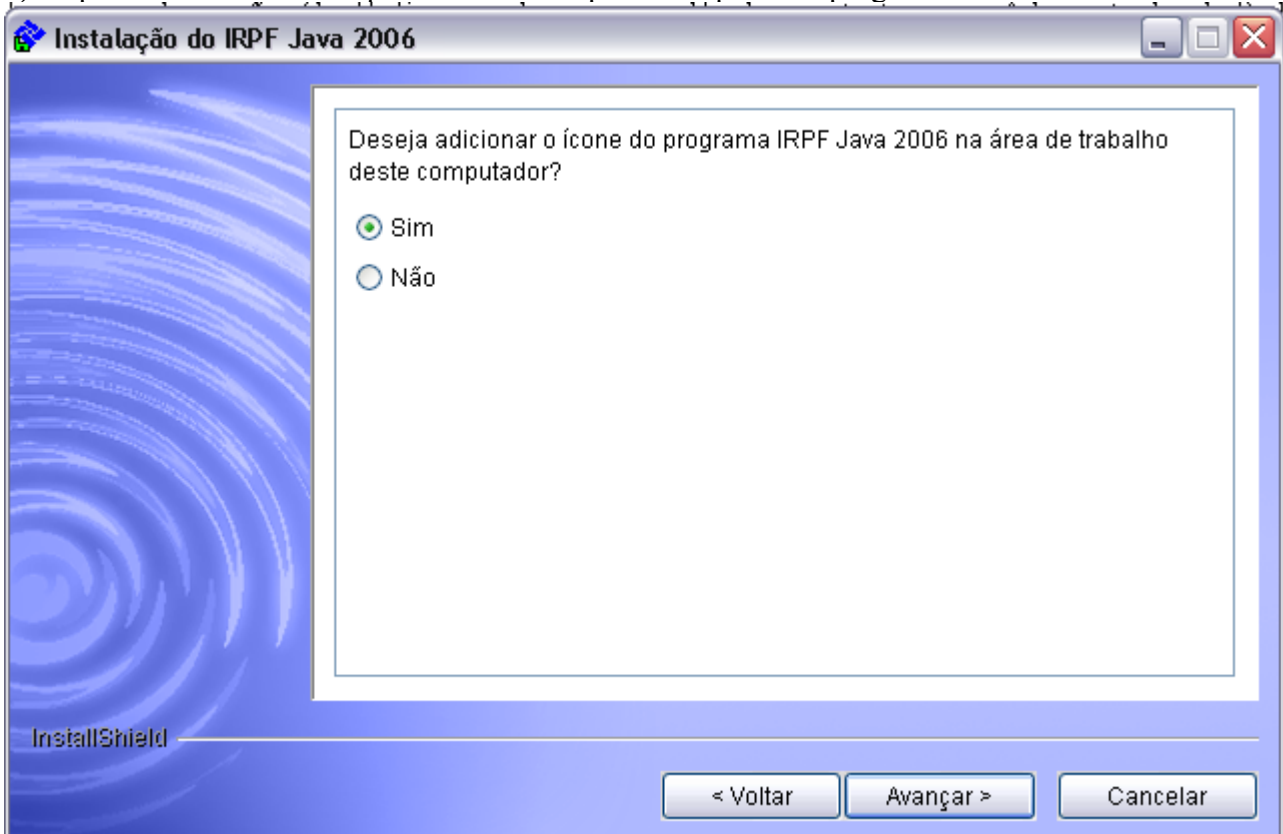 Instalação do IRPF Java 2006
Deseja adicionar o ícone do programa IRPF Java 2006 na área de trabalho
deste computador?
Sim
Não
InstallShield
< Voltar
Avançar >
Cancelar